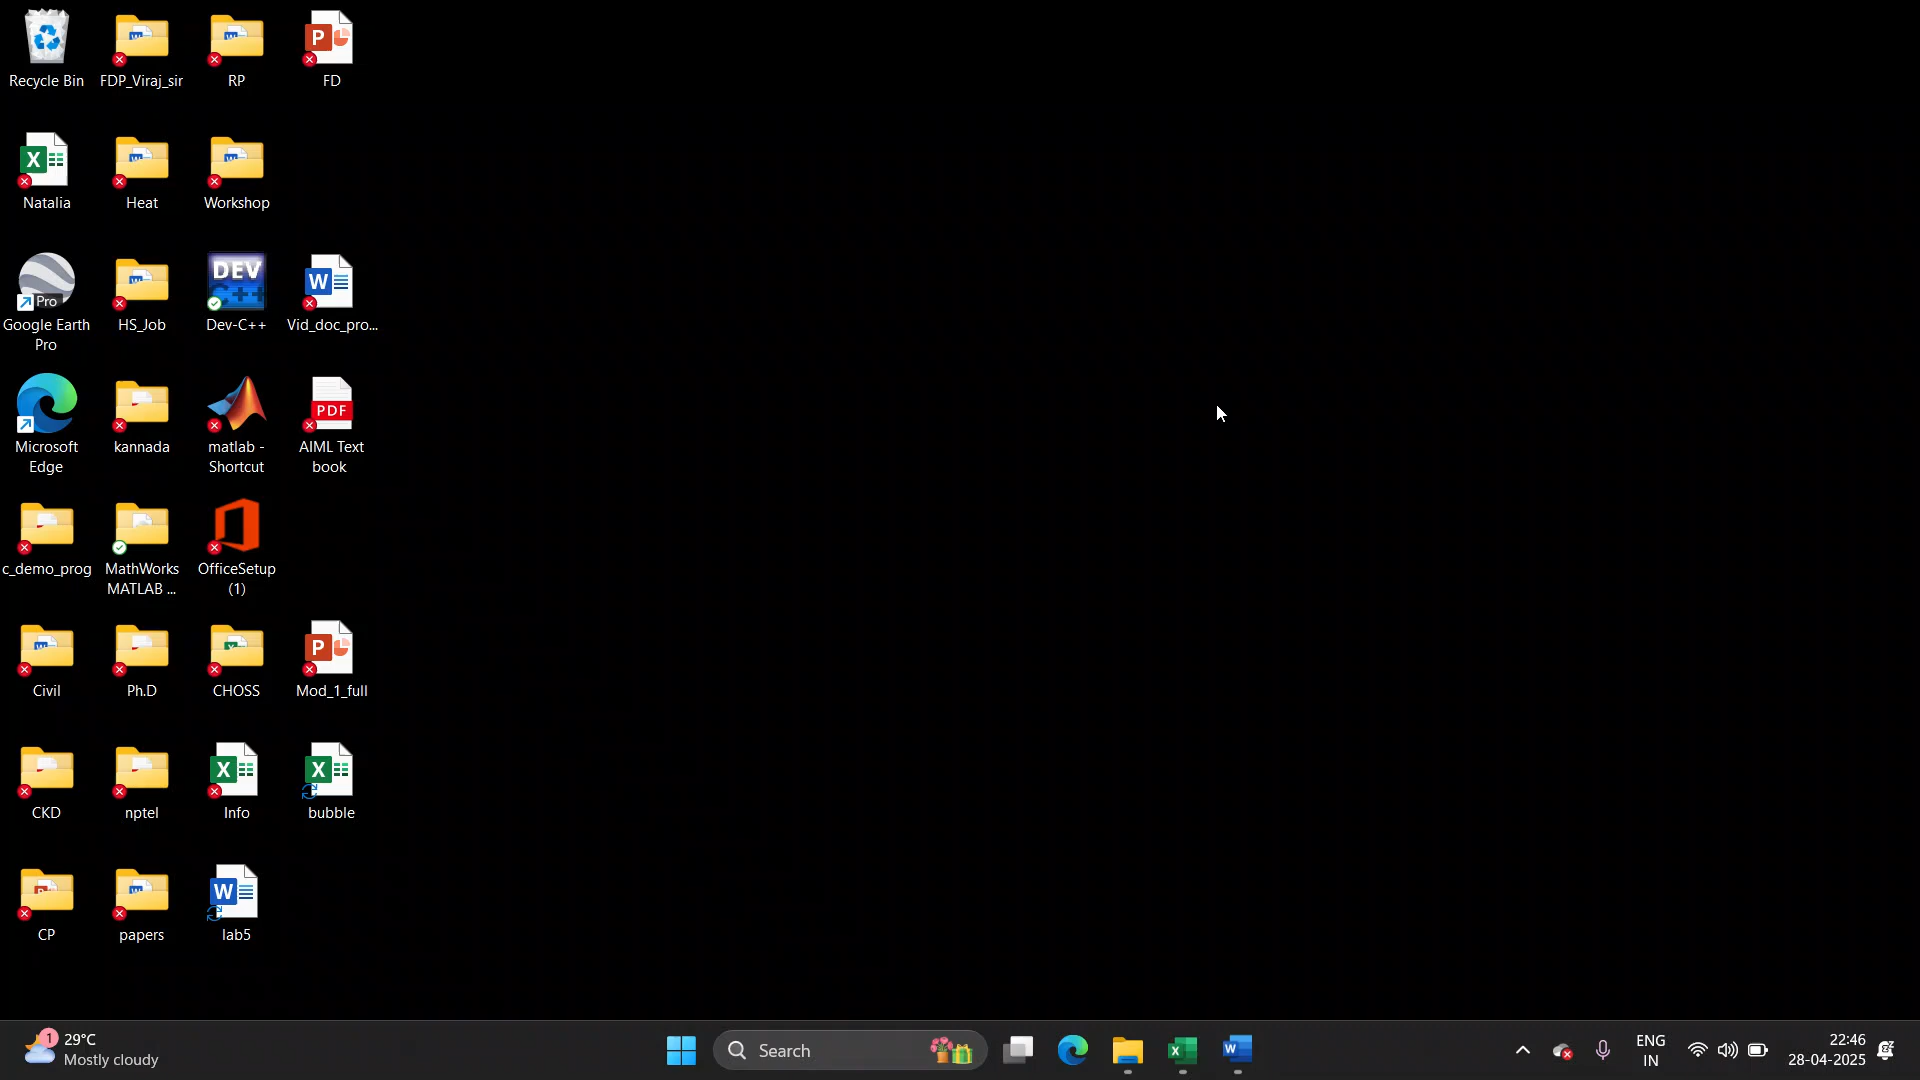 Recycle Bin
FDP_Viraj_sir
RP
FD
Natalia
Heat
Workshop
Google Earth
Pro
HS_Job
Dev-C++
Vid_doc_pro...
Microsoft
Edge
kannada
matlab -
Shortcut
AIML Text
book
c_demo_prog
MathWorks
MATLAB ...
OfficeSetup
(1)
Civil
Ph.D
CHOSS
Mod_1_full
CKD
nptel
Info
bubble
CP
papers
lab5
Pro
DEV
C++
PDF
1
29°C
Mostly cloudy
Search
ENG
IN
22:46
28-04-2025